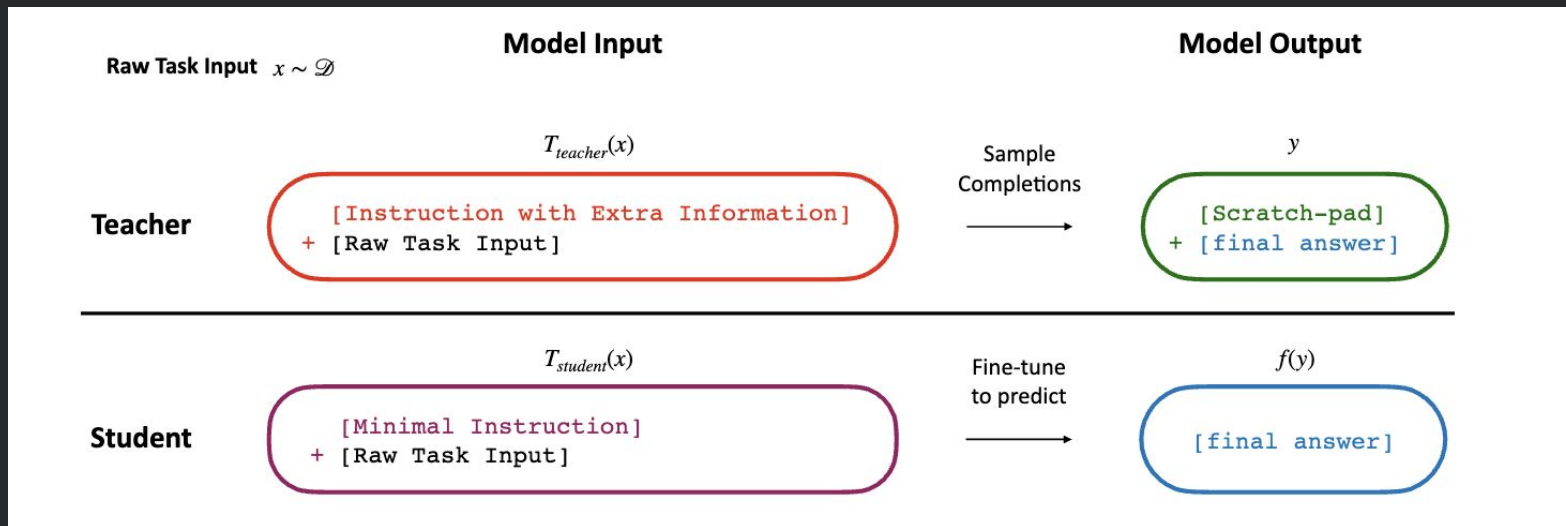 Model Input
Model Output
Raw Task Input x ~ 𝒟
T_teacher(x)
Sample
Completions
y
Teacher
[Instruction with Extra Information]
+ [Raw Task Input]
[Scratch-pad]
+ [final answer]
T_student(x)
Fine-tune
to predict
f(y)
Student
[Minimal Instruction]
+ [Raw Task Input]
[final answer]